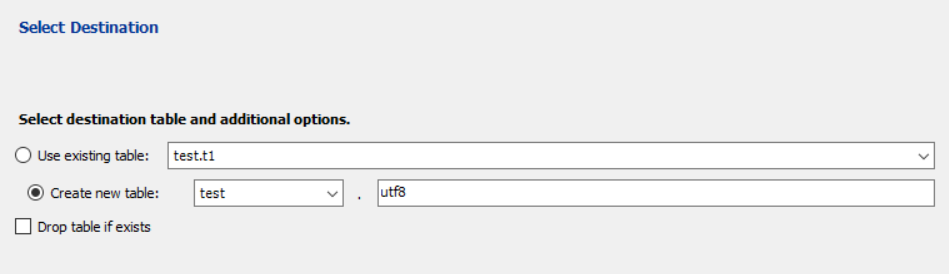 Select Destination
Select destination table and additional options.
Use existing table: test.t1
Create new table: test . utf8
Drop table if exists